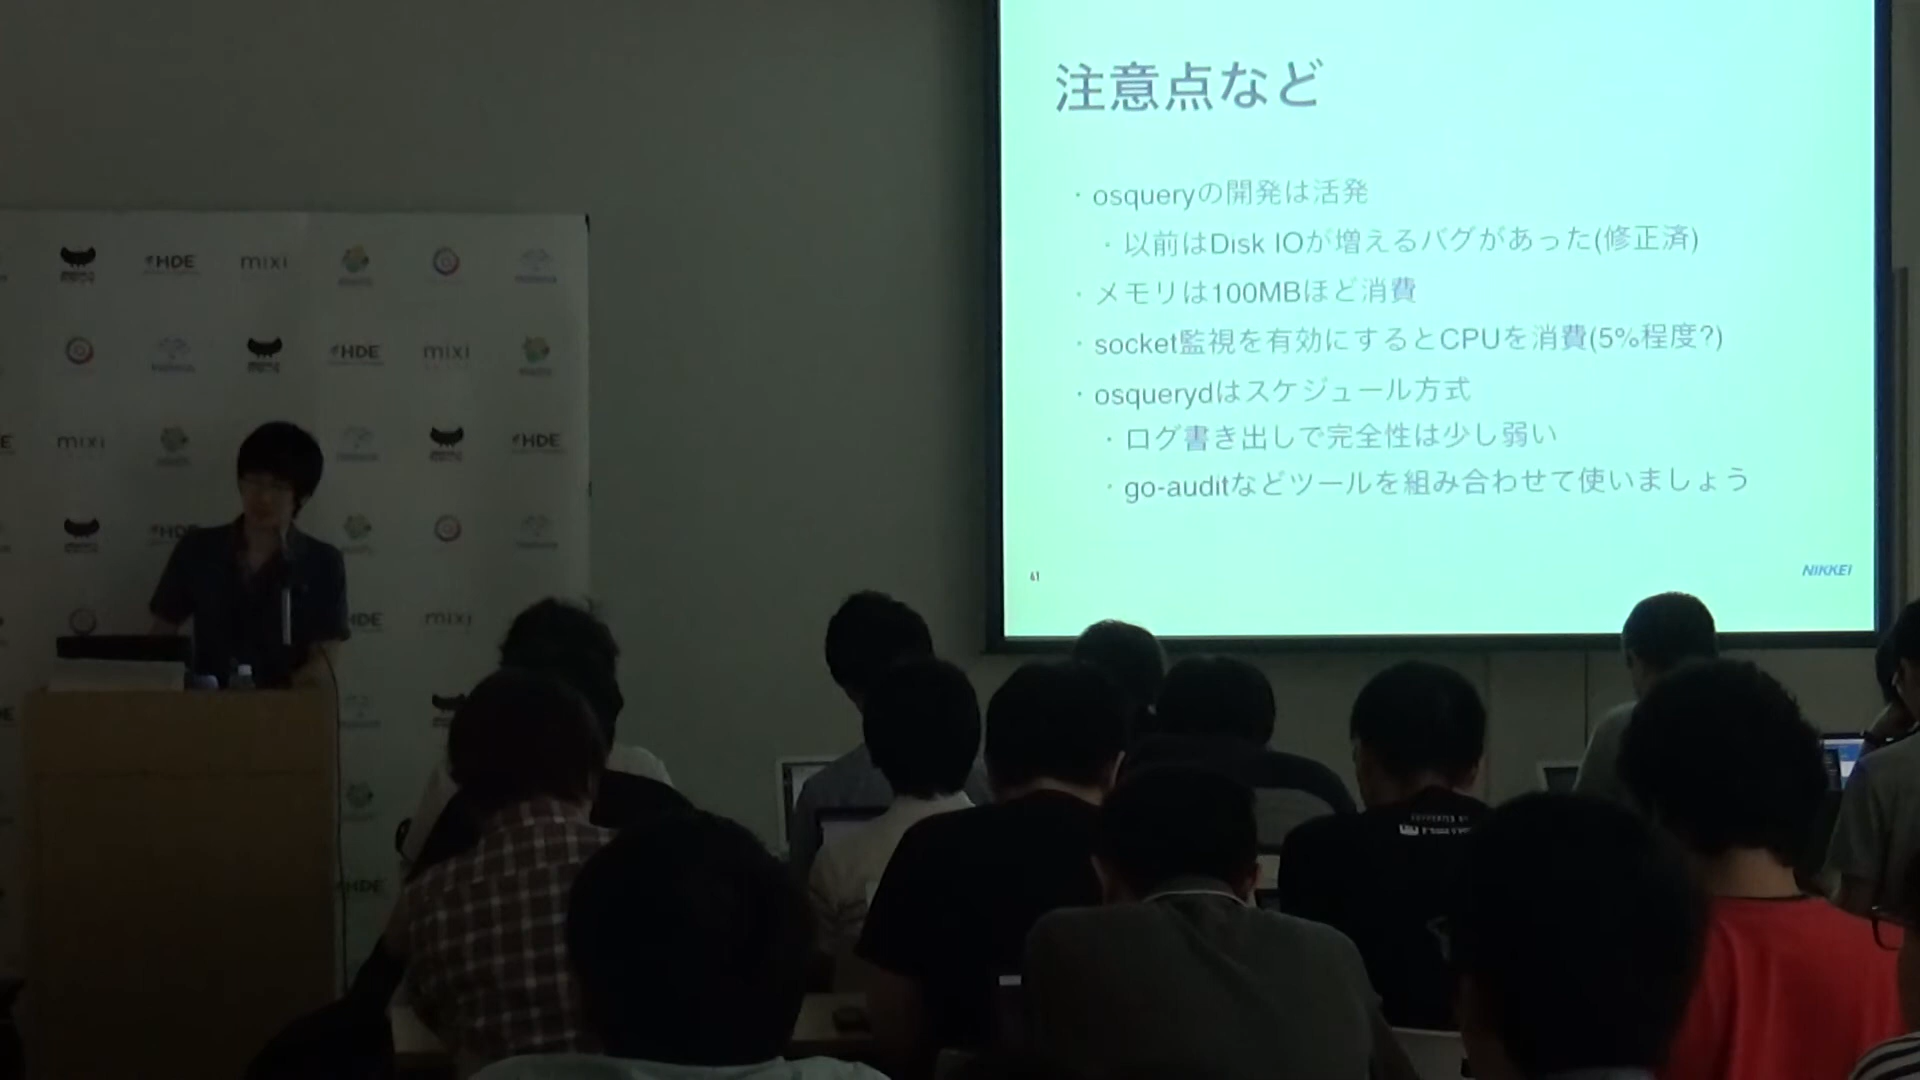 注意点など
・osqueryの開発は活発
・以前はDisk IOが増えるバグがあった(修正済)
・メモリは100MBほど消費
・socket監視を有効にするとCPUを消費(5%程度?)
・osquerydはスケジュール方式
・ログ書き出しで完全性は少し弱い
・go-auditなどツールを組み合わせて使いましょう
61
NIKKEI
HDE mixi
HDE mixi
mixi HDE
HDE
HDE mixi
HDE